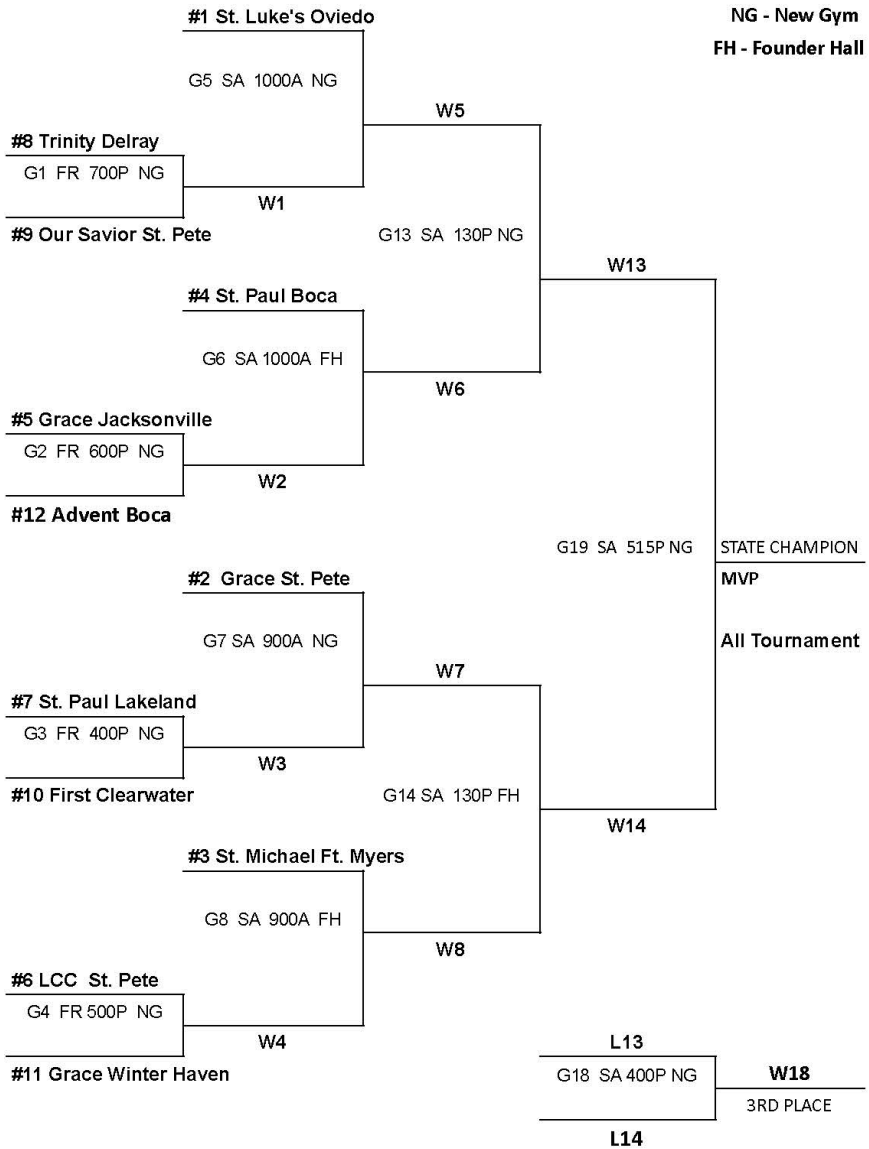 #1 St. Luke's Oviedo
NG - New Gym
FH - Founder Hall
G5 SA 1000A NG
W5
#8 Trinity Delray
G1 FR 700P NG
W1
#9 Our Savior St. Pete
G13 SA 130P NG
W13
#4 St. Paul Boca
G6 SA 1000A FH
W6
#5 Grace Jacksonville
G2 FR 600P NG
W2
#12 Advent Boca
G19 SA 515P NG
STATE CHAMPION
MVP
#2 Grace St. Pete
G7 SA 900A NG
All Tournament
W7
#7 St. Paul Lakeland
G3 FR 400P NG
W3
#10 First Clearwater
G14 SA 130P FH
W14
#3 St. Michael Ft. Myers
G8 SA 900A FH
W8
#6 LCC St. Pete
G4 FR 500P NG
W4
#11 Grace Winter Haven
L13
G18 SA 400P NG
W18
3RD PLACE
L14